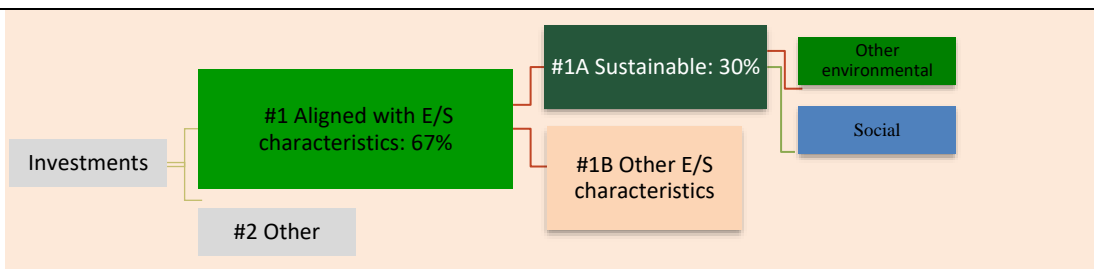 Investments
#1 Aligned with E/S
characteristics: 67%
#2 Other
#1A Sustainable: 30%
#1B Other E/S
characteristics
Other
environmental
Social